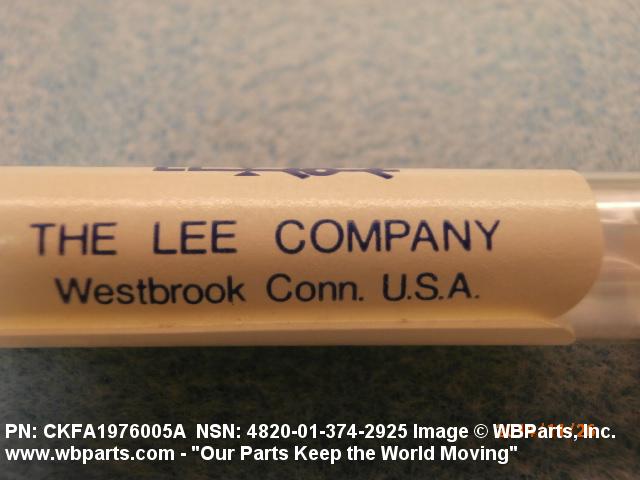 THE LEE COMPANY
Westbrook Conn. U.S.A.
PN: CKFA1976005A NSN: 4820-01-374-2925 Image © WBParts, Inc.
www.wbparts.com - "Our Parts Keep the World Moving"